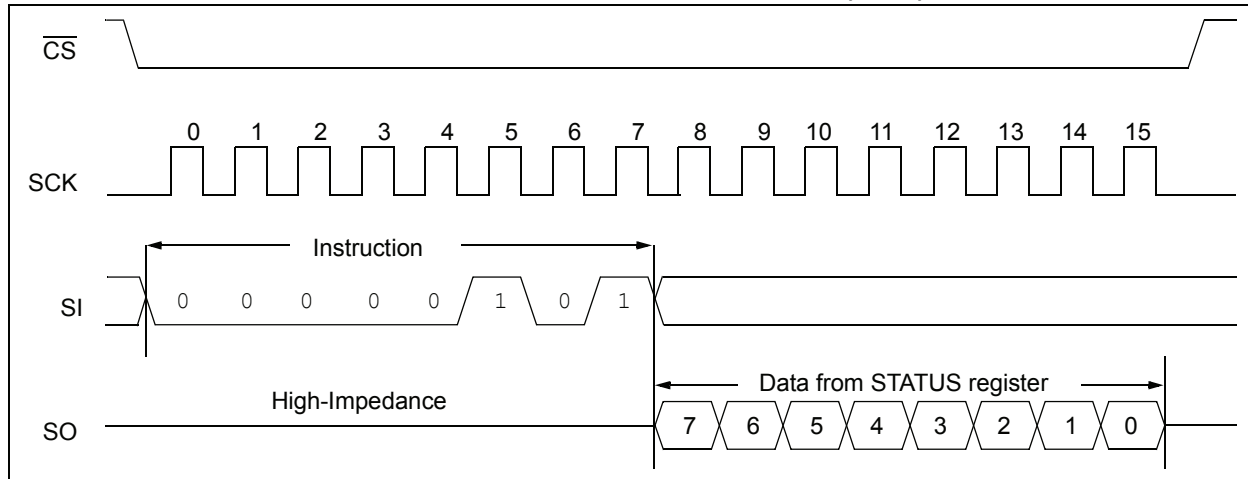 CS
0 1 2 3 4 5 6 7 8 9 10 11 12 13 14 15
SCK
Instruction
SI 0 0 0 0 0 1 0 1
Data from STATUS register
High-Impedance
SO 7 6 5 4 3 2 1 0